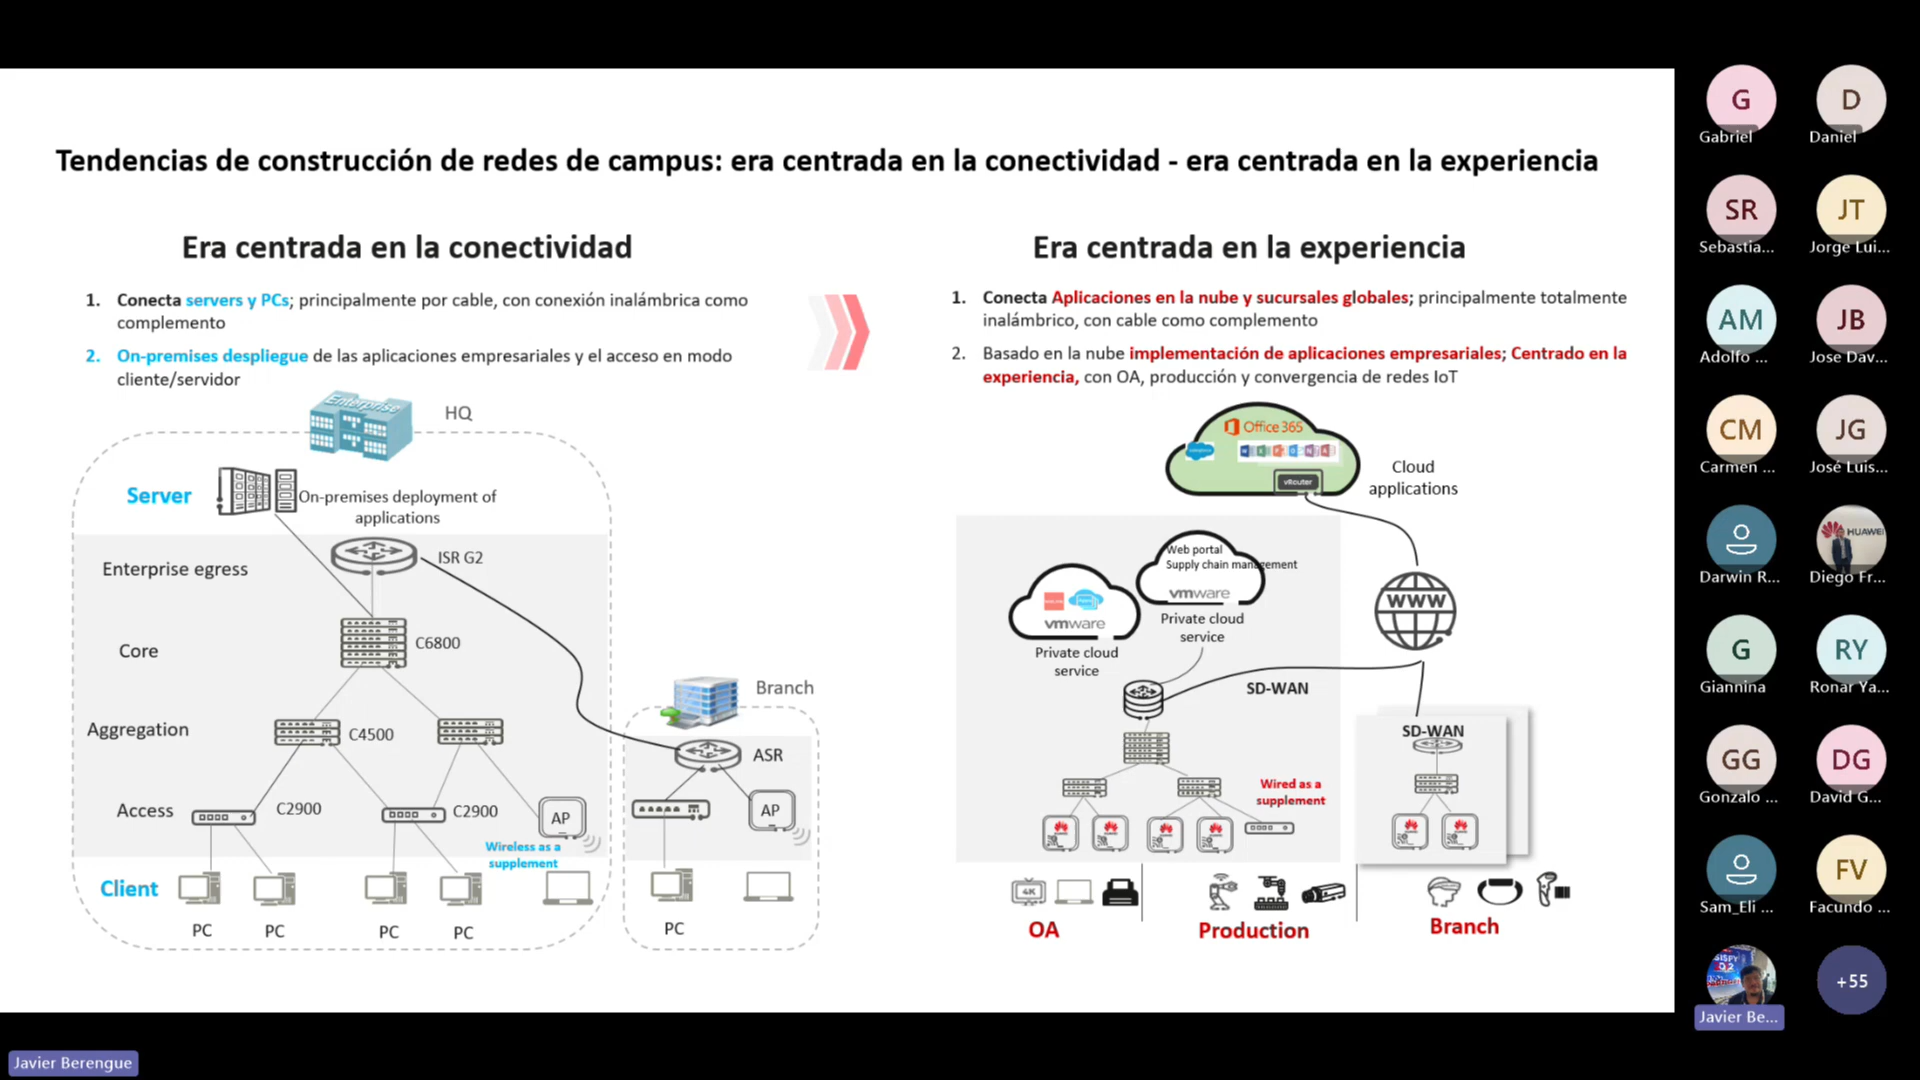 Tendencias de construcción de redes de campus: era centrada en la conectividad - era centrada en la experiencia
Era centrada en la conectividad
1. Conecta servers y PCs; principalmente por cable, con conexión inalámbrica como
complemento
2. On-premises despliegue de las aplicaciones empresariales y el acceso en modo
cliente/servidor
Enterprise
HQ
Server
On-premises deployment of
applications
Enterprise egress
ISR G2
Core
C6800
Branch
Aggregation
C4500
ASR
Access
C2900
C2900
AP
AP
Wireless as a
supplement
Client
PC
PC
PC
PC
PC
Era centrada en la experiencia
1. Conecta Aplicaciones en la nube y sucursales globales; principalmente totalmente
inalámbrico, con cable como complemento
2. Basado en la nube implementación de aplicaciones empresariales; Centrado en la
experiencia, con OA, producción y convergencia de redes IoT
Office 365
vRouter
Cloud
applications
Web portal
Supply chain management
vmware
Private cloud
service
vmware
Private cloud
service
WWW
SD-WAN
SD-WAN
Wired as a
supplement
4K
OA
Production
Branch
G
Gabriel
D
Daniel
SR
Sebastia...
JT
Jorge Lui...
AM
Adolfo ...
JB
Jose Dav...
CM
Carmen ...
JG
José Luis...
Darwin R...
HUAWEI
Diego Fr...
G
Giannina
RY
Ronar Ya...
GG
Gonzalo ...
DG
David G...
Sam_Eli ...
FV
Facundo ...
Javier Be...
+55
Javier Berengue